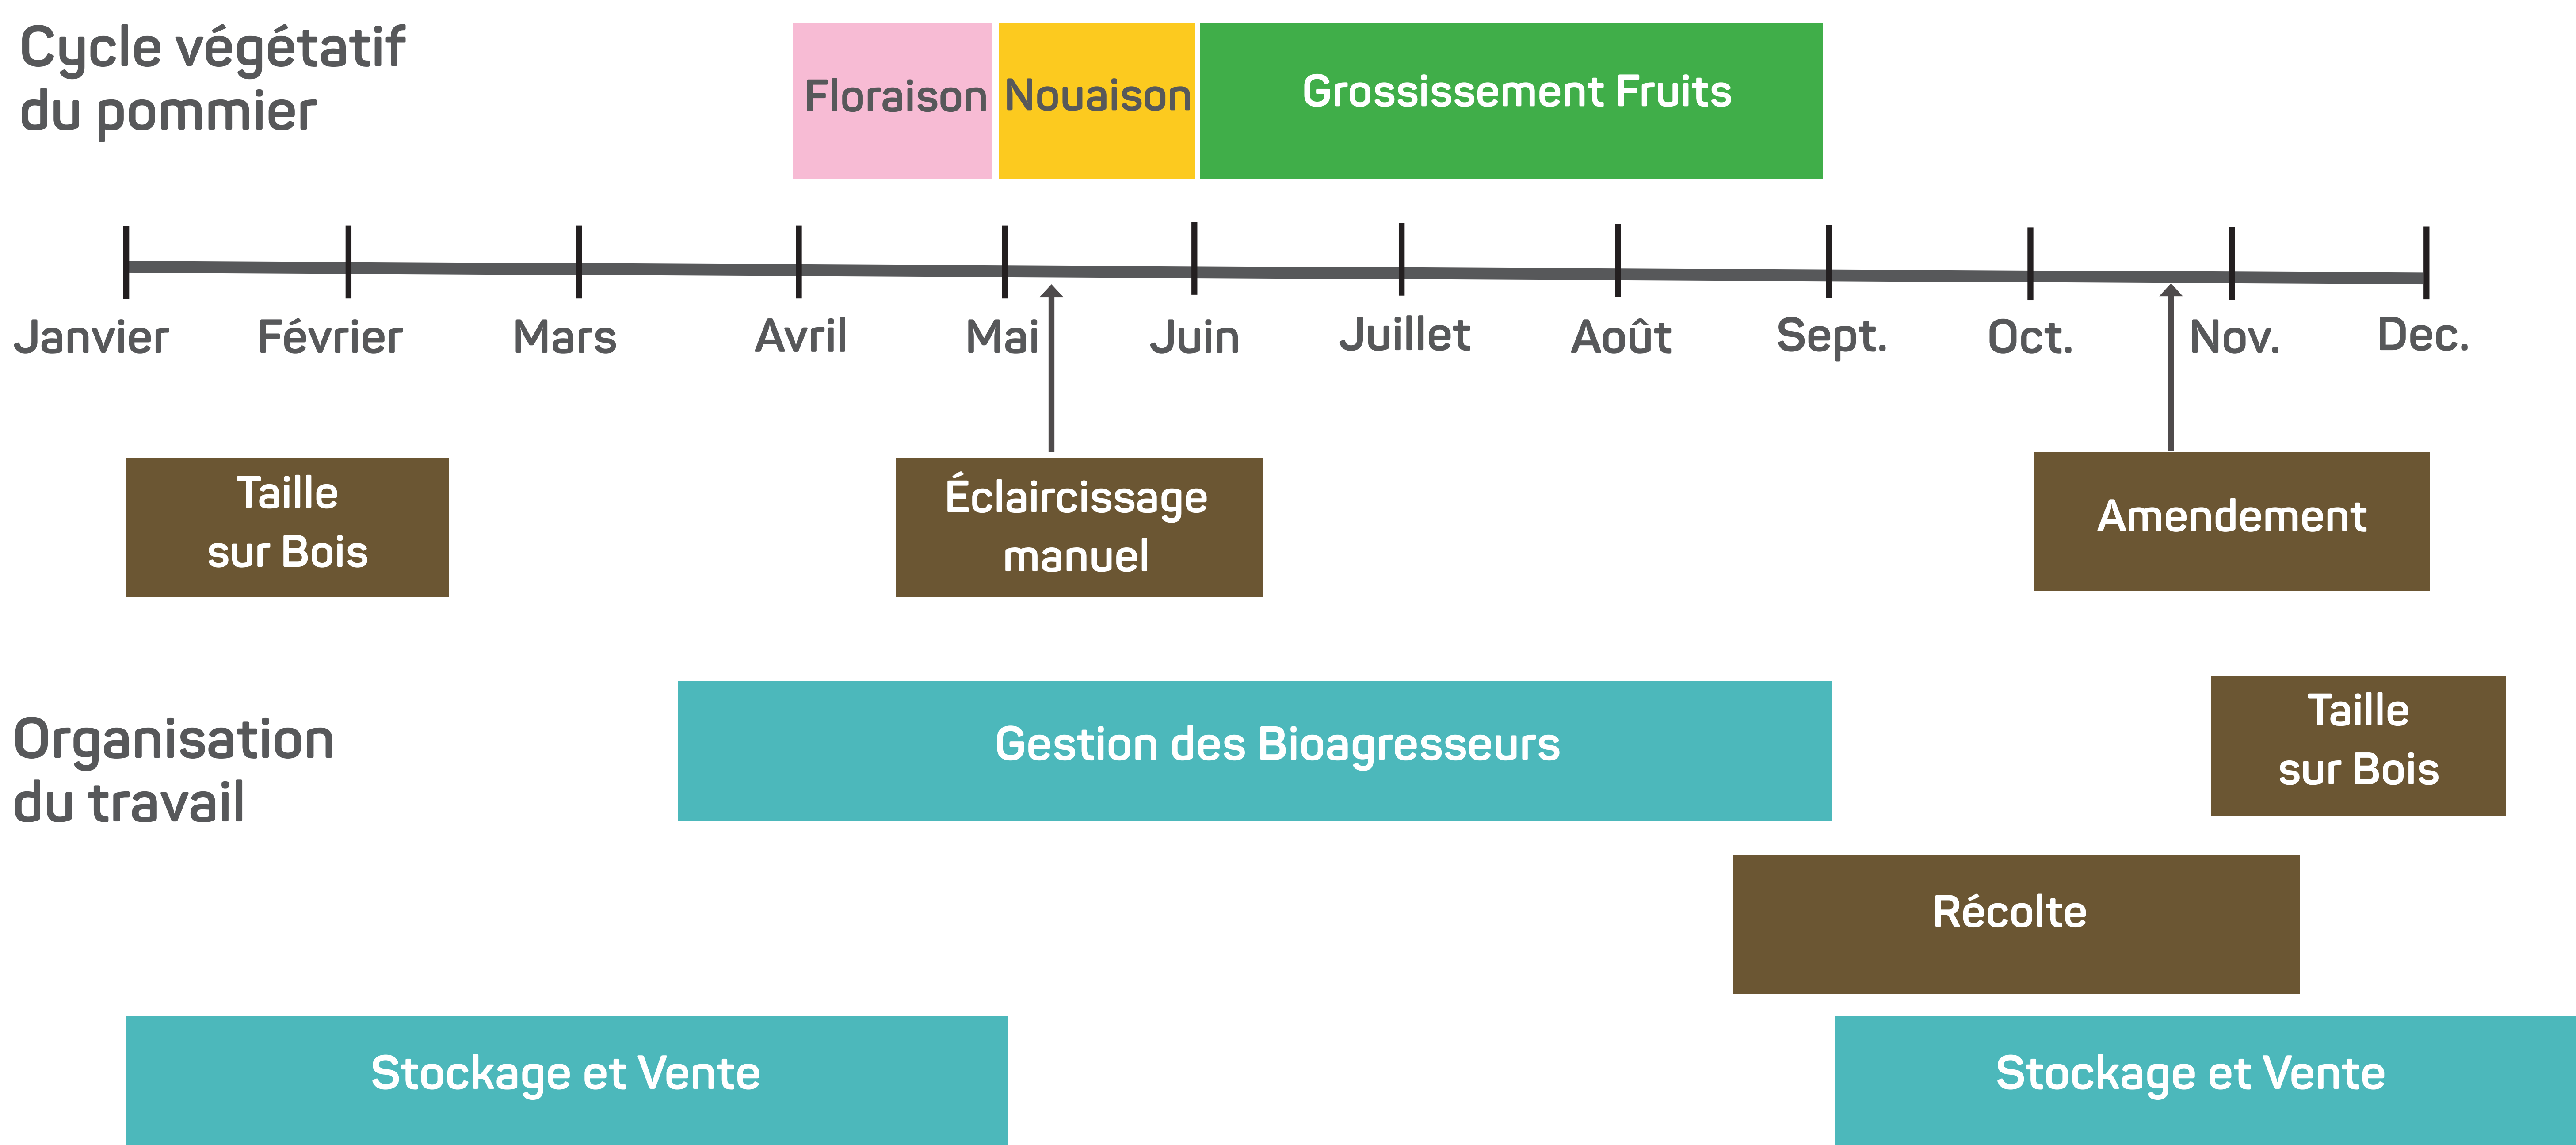 Cycle végétatif
du pommier
Floraison
Nouaison
Grossissement Fruits
Janvier
Février
Mars
Avril
Mai
Juin
Juillet
Août
Sept.
Oct.
Nov.
Dec.
Taille
sur Bois
Éclaircissage
manuel
Amendement
Organisation
du travail
Gestion des Bioagresseurs
Taille
sur Bois
Récolte
Stockage et Vente
Stockage et Vente